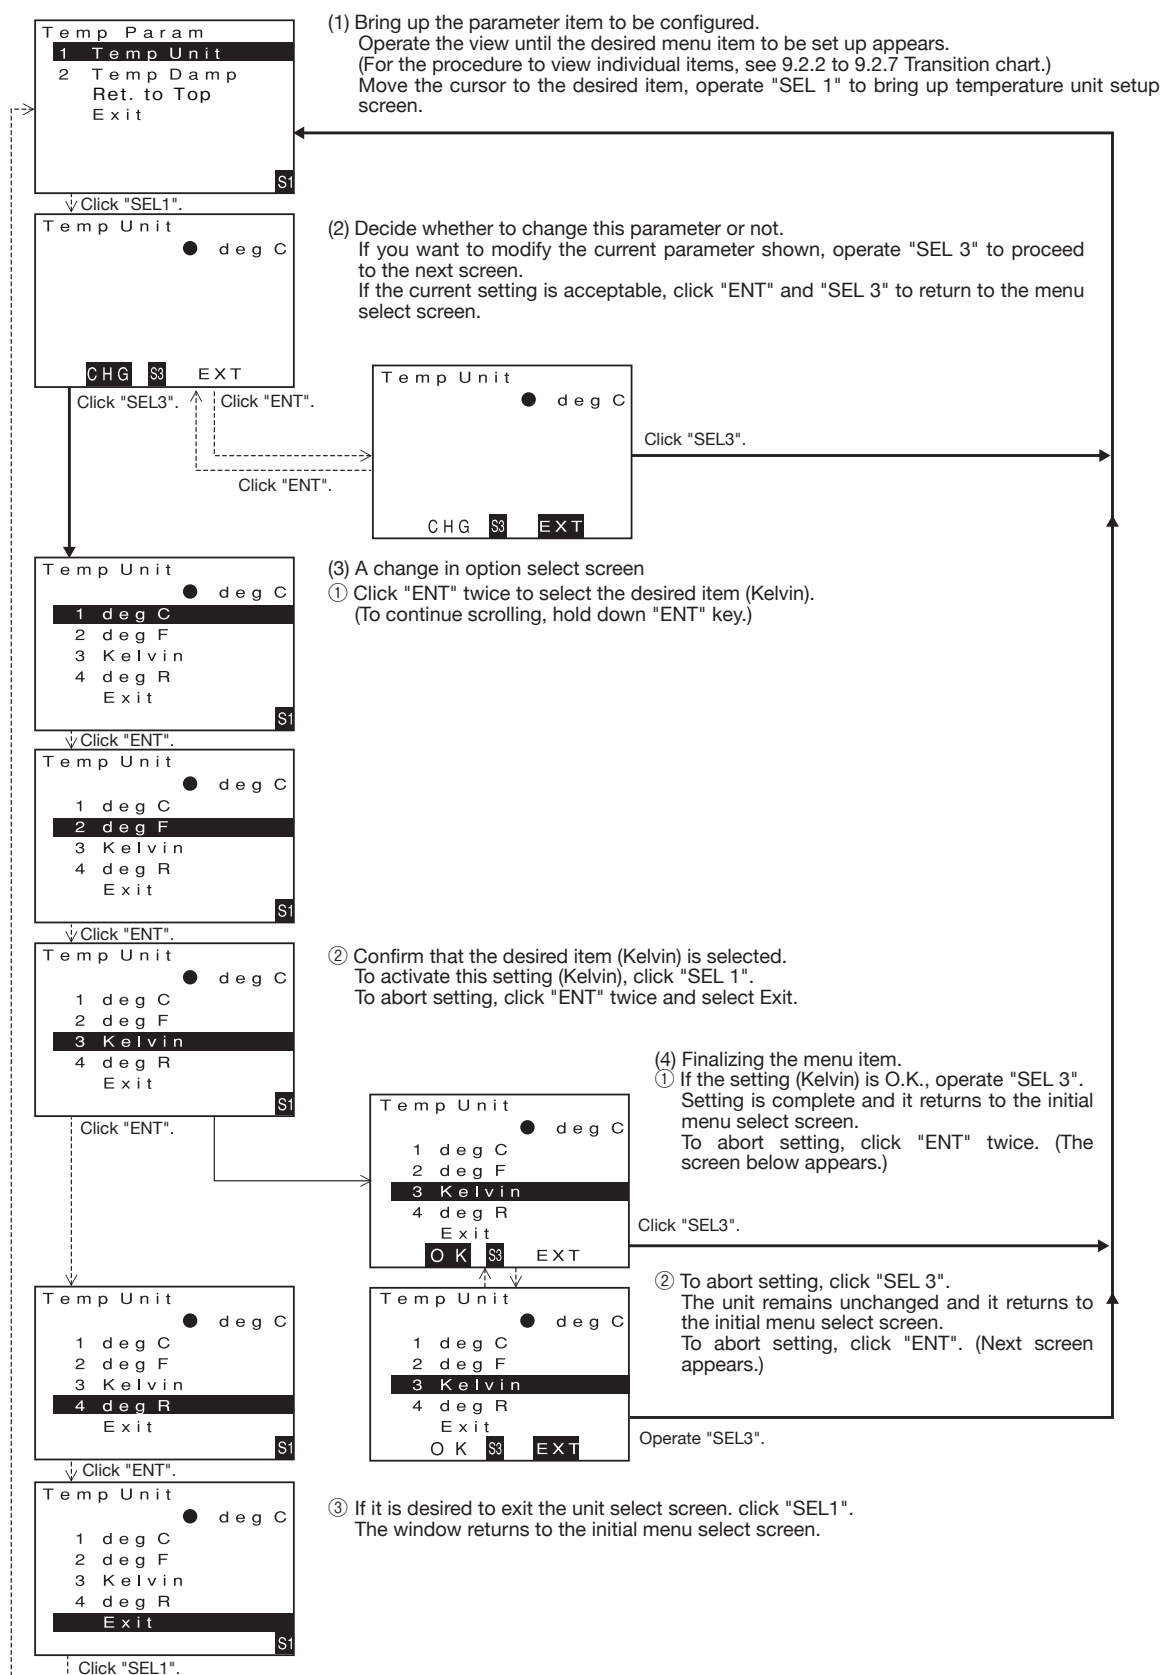 Temp Param
1 Temp Unit
2 Temp Damp
Ret. to Top
Exit
S1
(1) Bring up the parameter item to be configured.
Operate the view until the desired menu item to be set up appears.
(For the procedure to view individual items, see 9.2.2 to 9.2.7 Transition chart.)
Move the cursor to the desired item, operate "SEL 1" to bring up temperature unit setup
screen.
Click "SEL1".
Temp Unit
● deg C
CHG S3 EXT
(2) Decide whether to change this parameter or not.
If you want to modify the current parameter shown, operate "SEL 3" to proceed
to the next screen.
If the current setting is acceptable, click "ENT" and "SEL 3" to return to the menu
select screen.
Click "SEL3".
Click "ENT".
Click "ENT".
Temp Unit
● deg C
CHG S3 EXT
Click "SEL3".
Temp Unit
● deg C
1 deg C
2 deg F
3 Kelvin
4 deg R
Exit
S1
(3) A change in option select screen
① Click "ENT" twice to select the desired item (Kelvin).
(To continue scrolling, hold down "ENT" key.)
Click "ENT".
Temp Unit
● deg C
1 deg C
2 deg F
3 Kelvin
4 deg R
Exit
S1
Click "ENT".
Temp Unit
● deg C
1 deg C
2 deg F
3 Kelvin
4 deg R
Exit
S1
② Confirm that the desired item (Kelvin) is selected.
To activate this setting (Kelvin), click "SEL 1".
To abort setting, click "ENT" twice and select Exit.
Click "ENT".
Temp Unit
● deg C
1 deg C
2 deg F
3 Kelvin
4 deg R
Exit
OK S3 EXT
(4) Finalizing the menu item.
① If the setting (Kelvin) is O.K., operate "SEL 3".
Setting is complete and it returns to the initial
menu select screen.
To abort setting, click "ENT" twice. (The
screen below appears.)
Click "SEL3".
Temp Unit
● deg C
1 deg C
2 deg F
3 Kelvin
4 deg R
Exit
S1
Temp Unit
● deg C
1 deg C
2 deg F
3 Kelvin
4 deg R
Exit
OK S3 EXT
② To abort setting, click "SEL 3".
The unit remains unchanged and it returns to
the initial menu select screen.
To abort setting, click "ENT". (Next screen
appears.)
Operate "SEL3".
Click "ENT".
Temp Unit
● deg C
1 deg C
2 deg F
3 Kelvin
4 deg R
Exit
S1
③ If it is desired to exit the unit select screen. click "SEL1".
The window returns to the initial menu select screen.
Click "SEL1".